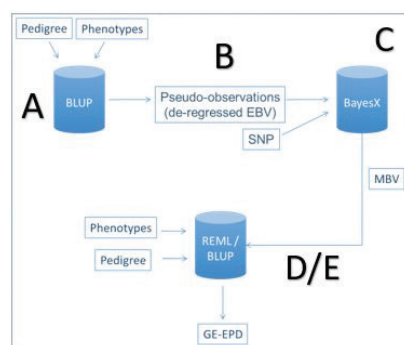 Pedigree
Phenotypes
A
BLUP
B
Pseudo-observations
(de-regressed EBV)
SNP
C
BayesX
MBV
Phenotypes
Pedigree
REML /
BLUP
D/E
GE-EPD